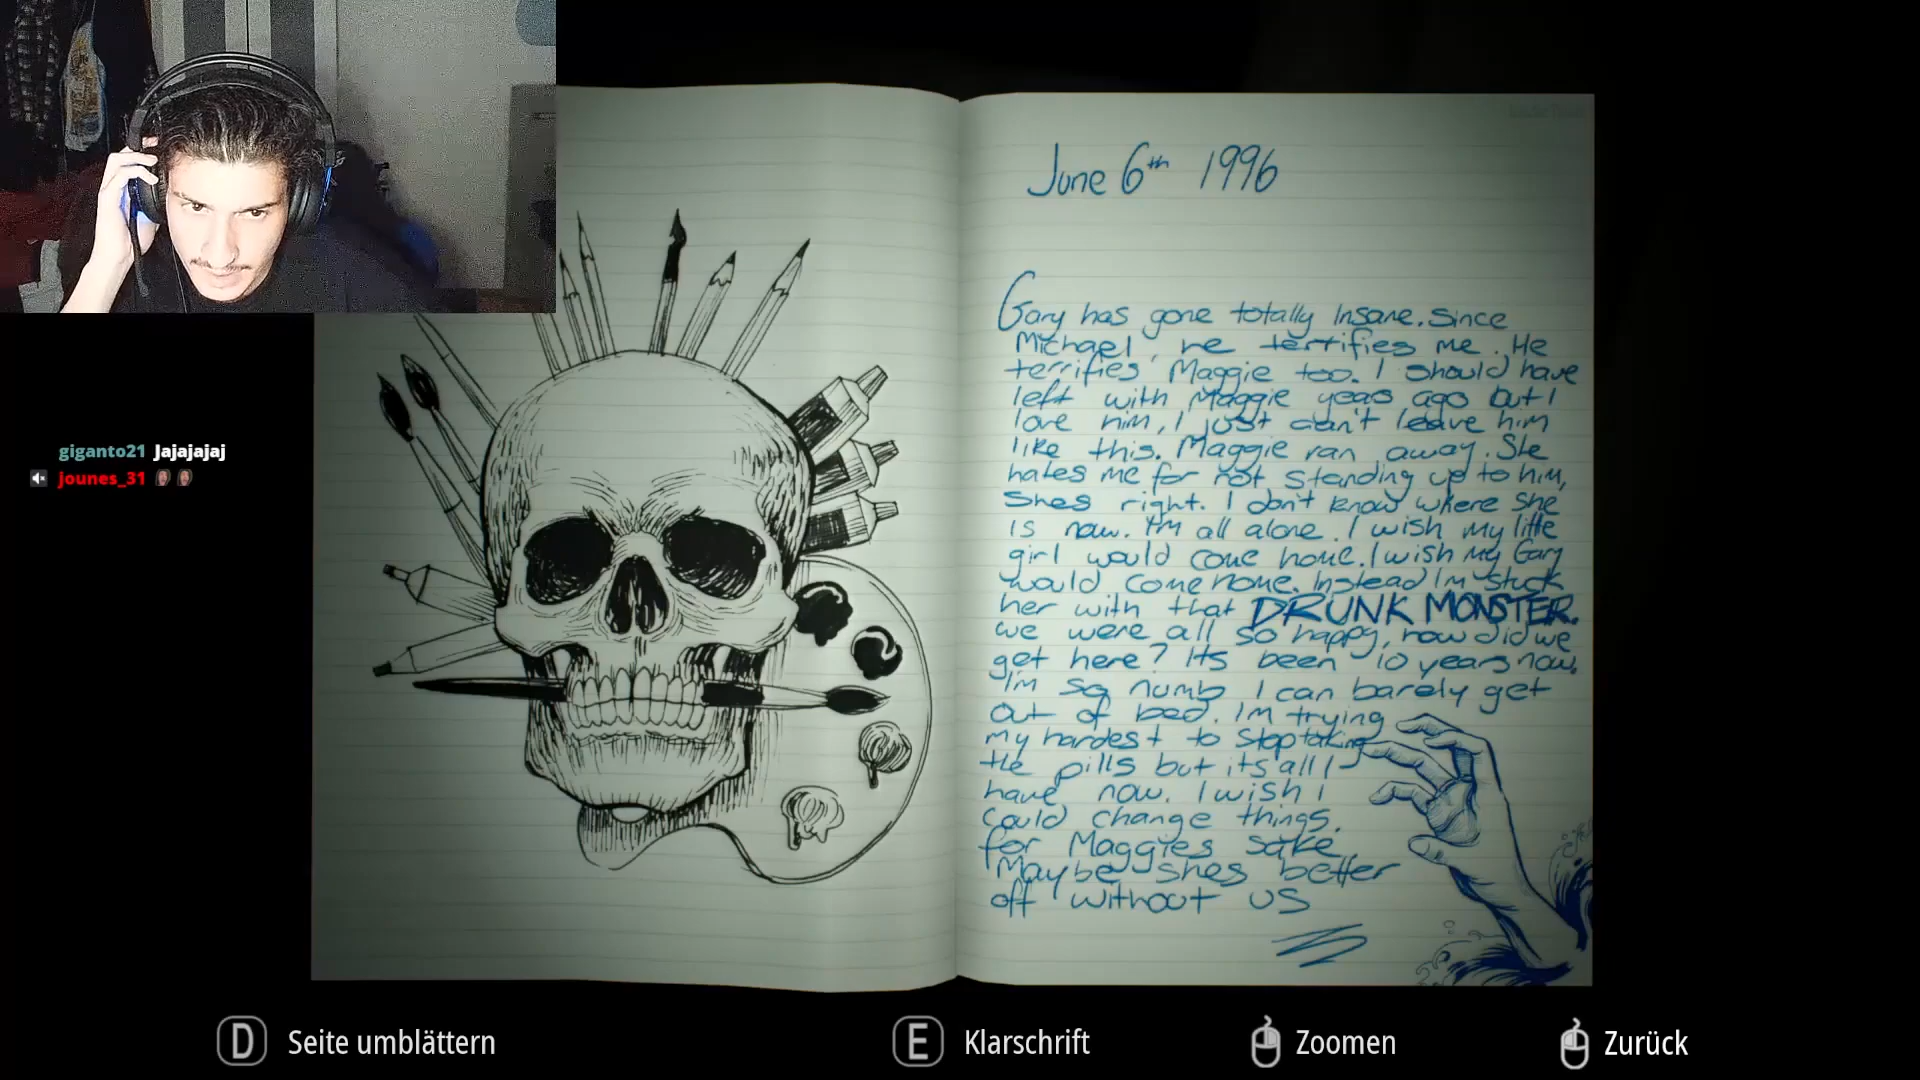 June 6th 1996
Gary has gone totally Insane. Since
Michael, he terrifies me. He
terrifies Maggie too. I should have
left with Maggie years ago but I
love him, I just can't leave him
like this. Maggie ran away. She
hates me for not standing up to him,
Shes right. I don't know where she
is now. I'm all alone. I wish my little
girl would come home. I wish my Gary
would come home. Instead Im stuck
her with that DRUNK MONSTER.
we were all so happy, how did we
get here? Its been 10 years now.
I'm so numb I can barely get
out of bed. Im trying
my hardest to stop taking
the pills but its all I
have now. I wish I
could change things.
for Maggies sake
Maybe shes better
off without us
giganto21 Jajajajaj
jounes_31
D Seite umblättern
E Klarschrift
Zoomen
Zurück